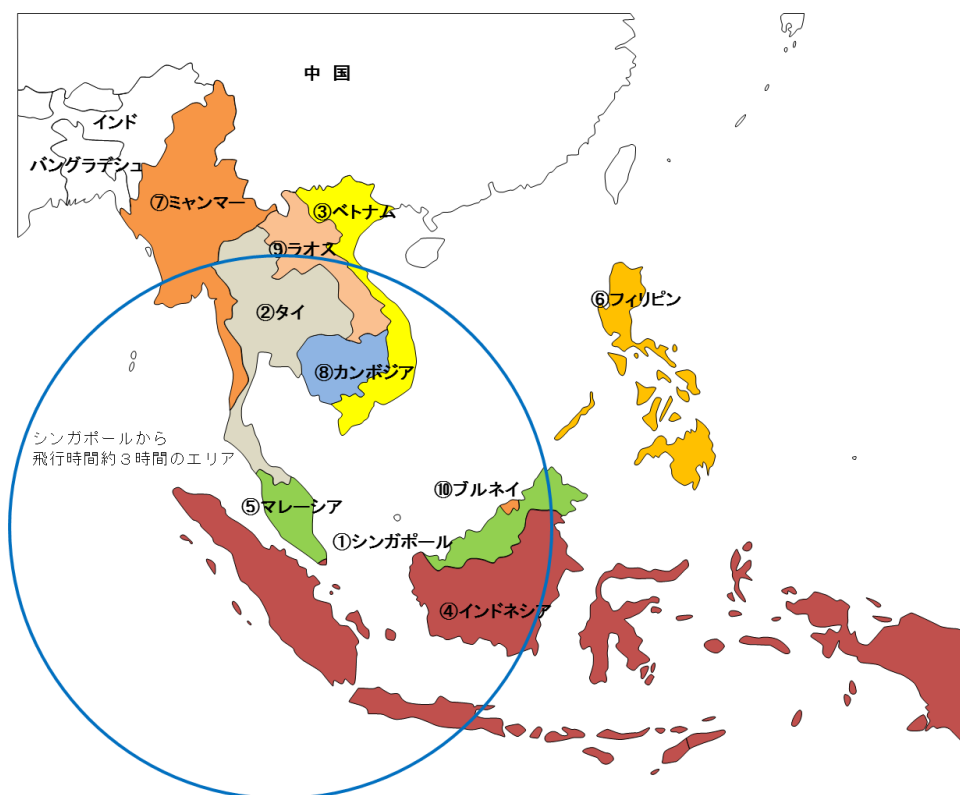 中 国
インド
バングラデシュ
⑦ミャンマー
③ベトナム
⑨ラオス
⑥フィリピン
②タイ
⑧カンボジア
シンガポールから
飛行時間約３時間のエリア
⑩ブルネイ
⑤マレーシア
①シンガポール
④インドネシア